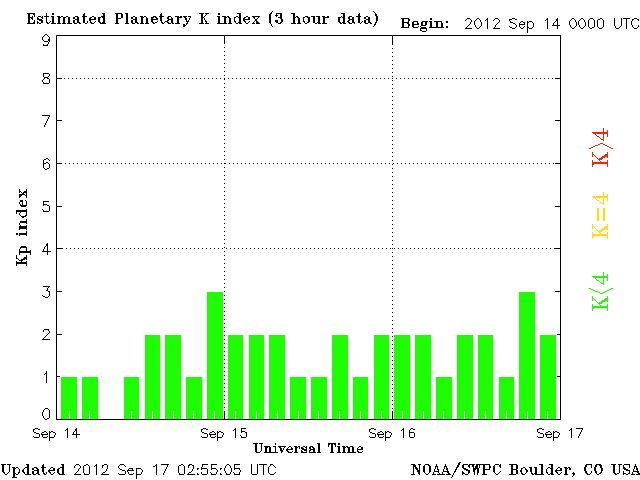 Estimated Planetary K index (3 hour data)
Begin: 2012 Sep 14 0000 UTC
9
8
7
6
5
4
3
2
1
0
Kp index
K>4
K=4
K<4
Sep 14
Sep 15
Sep 16
Sep 17
Universal Time
Updated 2012 Sep 17 02:55:05 UTC
NOAA/SWPC Boulder, CO USA